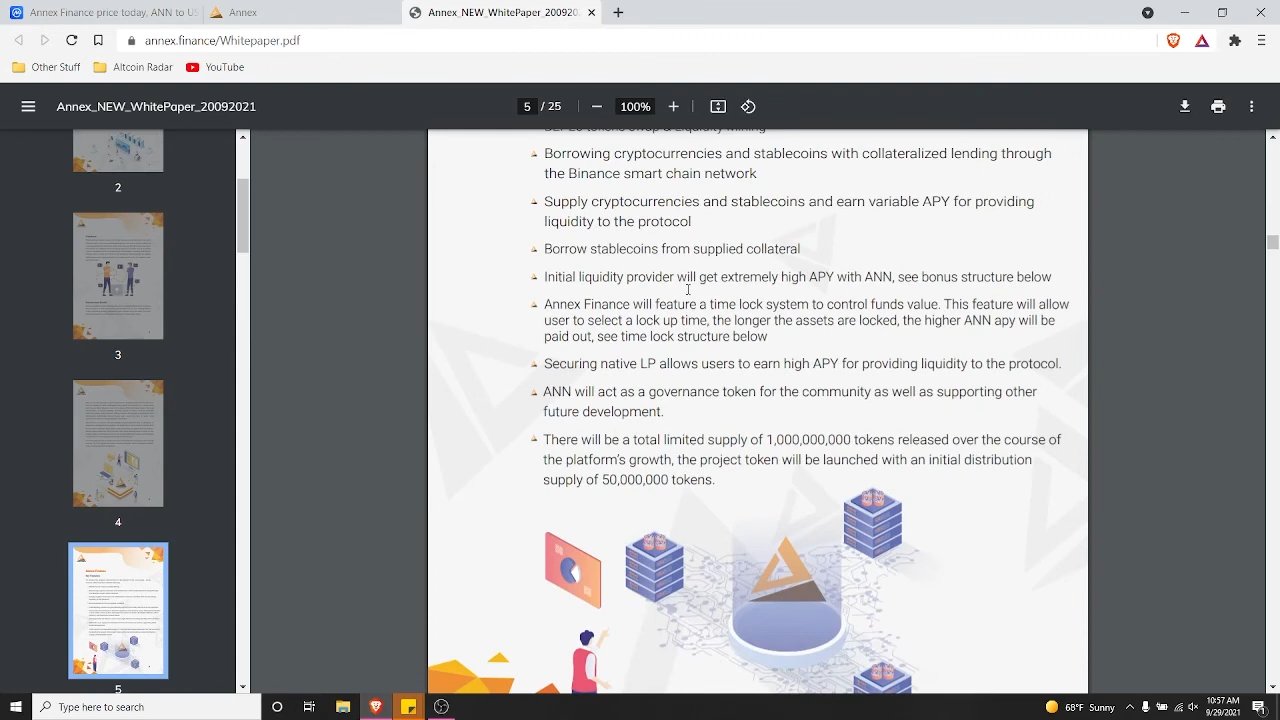 Annex Finance price today, ANN to US
Annex
Annex_NEW_WhitePaper_200920
annex.finance/Whitepaper.pdf
Other Stuff
Altcoin Radar
YouTube
Annex_NEW_WhitePaper_20092021
5 / 25
100%
2
3
4
5
Borrowing cryptocurrencies and stablecoins with collateralized lending through
the Binance smart chain network
Supply cryptocurrencies and stablecoins and earn variable APY for providing
liquidity to the protocol
Borrow stablecoins from supplied collateral
Initial liquidity provider will get extremely high APY with ANN, see bonus structure below
Annex Finance will feature a time lock system to control funds value. This feature will allow
user to select a lock up time, the longer the assets are locked, the higher ANN apy will be
paid out, see time lock structure below
Securing native LP allows users to earn high APY for providing liquidity to the protocol.
ANN will act as a governance token for the community as well as supporting other
future development.
There will be a total limited supply of 1,000,000,000 tokens released over the course of
the platform's growth, the project token will be launched with an initial distribution
supply of 50,000,000 tokens.
Type here to search
68°F Sunny
10:57 AM
9/29/2021